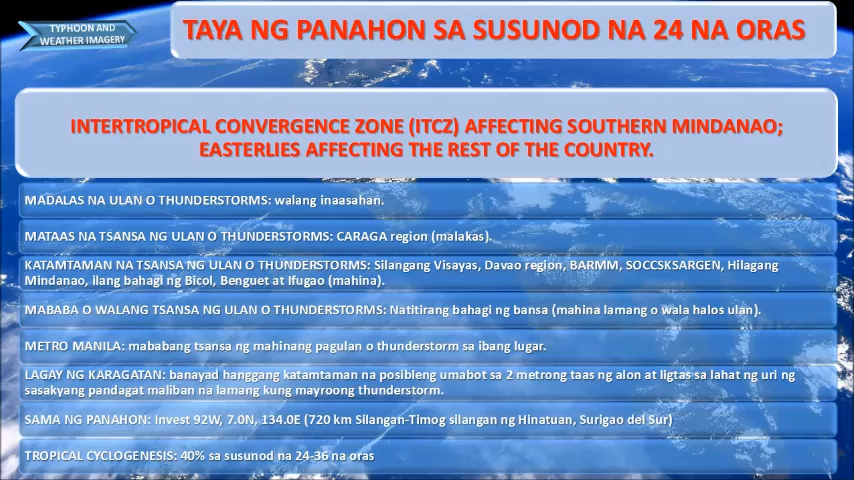 TYPHOON AND
WEATHER IMAGERY
TAYA NG PANAHON SA SUSUNOD NA 24 NA ORAS
INTERTROPICAL CONVERGENCE ZONE (ITCZ) AFFECTING SOUTHERN MINDANAO;
EASTERLIES AFFECTING THE REST OF THE COUNTRY.
MADALAS NA ULAN O THUNDERSTORMS: walang inaasahan.
MATAAS NA TSANSA NG ULAN O THUNDERSTORMS: CARAGA region (malakas).
KATAMTAMAN NA TSANSA NG ULAN O THUNDERSTORMS: Silangang Visayas, Davao region, BARMM, SOCCSKSARGEN, Hilagang
Mindanao, ilang bahagi ng Bicol, Benguet at Ifugao (mahina).
MABABA O WALANG TSANSA NG ULAN O THUNDERSTORMS: Natitirang bahagi ng bansa (mahina lamang o wala halos ulan).
METRO MANILA: mababang tsansa ng mahinang pagulan o thunderstorm sa ibang lugar.
LAGAY NG KARAGATAN: banayad hanggang katamtaman na posibleng umabot sa 2 metrong taas ng alon at ligtas sa lahat ng uri ng
sasakyang pandagat maliban na lamang kung mayroong thunderstorm.
SAMA NG PANAHON: Invest 92W, 7.0N, 134.0E (720 km Silangan-Timog silangan ng Hinatuan, Surigao del Sur)
TROPICAL CYCLOGENESIS: 40% sa susunod na 24-36 na oras